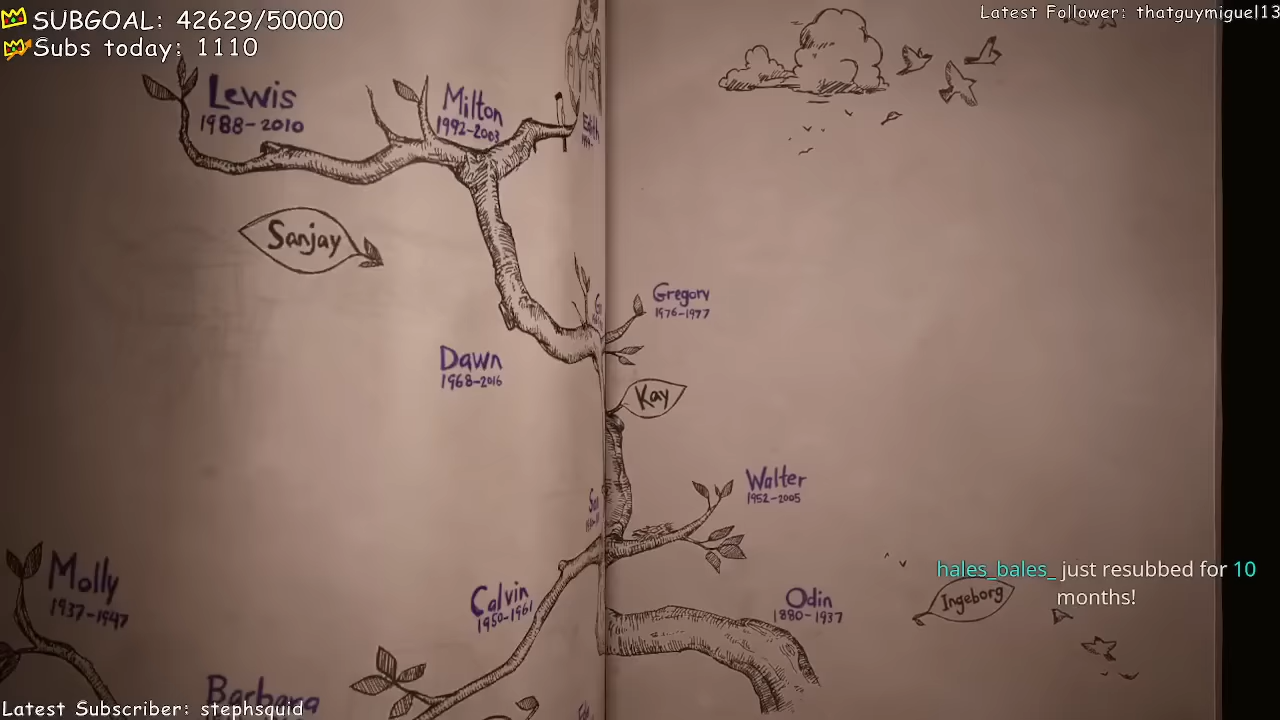 SUBGOAL: 42629/50000
Subs today: 1110
Latest Follower: thatguymiguel13
Lewis
1988-2010
Milton
1992-2003
Sanjay
Gregory
1976-1977
Dawn
1968-2016
Kay
Walter
1952-2005
Molly
1937-1947
Calvin
1950-1961
Odin
1880-1937
Ingeborg
hales_bales_ just resubbed for 10
months!
Barbara
Latest Subscriber: stephsquid